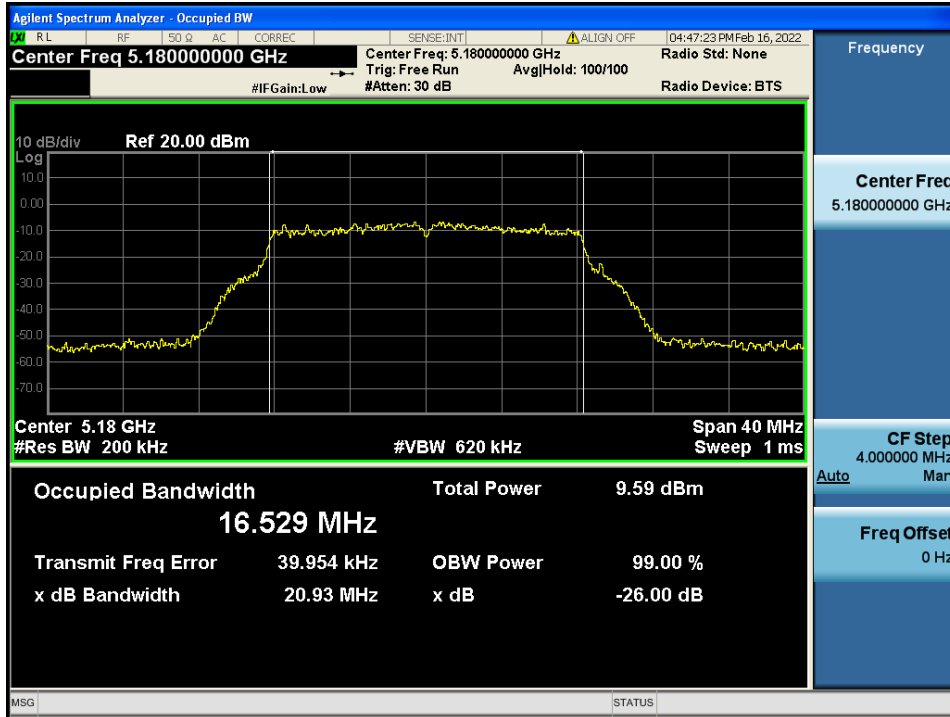 Agilent Spectrum Analyzer - Occupied BW
LXI RL RF 50 Ω AC CORREC SENSE:INT ALIGN OFF 04:47:23 PM Feb 16, 2022
Center Freq 5.180000000 GHz
Center Freq: 5.180000000 GHz Radio Std: None
Trig: Free Run Avg|Hold: 100/100
#IFGain:Low #Atten: 30 dB Radio Device: BTS
10 dB/div Ref 20.00 dBm
Log
10.0
0.00
-10.0
-20.0
-30.0
-40.0
-50.0
-60.0
-70.0
Center 5.18 GHz Span 40 MHz
#Res BW 200 kHz #VBW 620 kHz Sweep 1 ms
Occupied Bandwidth Total Power 9.59 dBm
16.529 MHz
Transmit Freq Error 39.954 kHz OBW Power 99.00 %
x dB Bandwidth 20.93 MHz x dB -26.00 dB
MSG STATUS
Frequency
Center Freq
5.180000000 GHz
CF Step
4.000000 MHz
Auto Man
Freq Offset
0 Hz